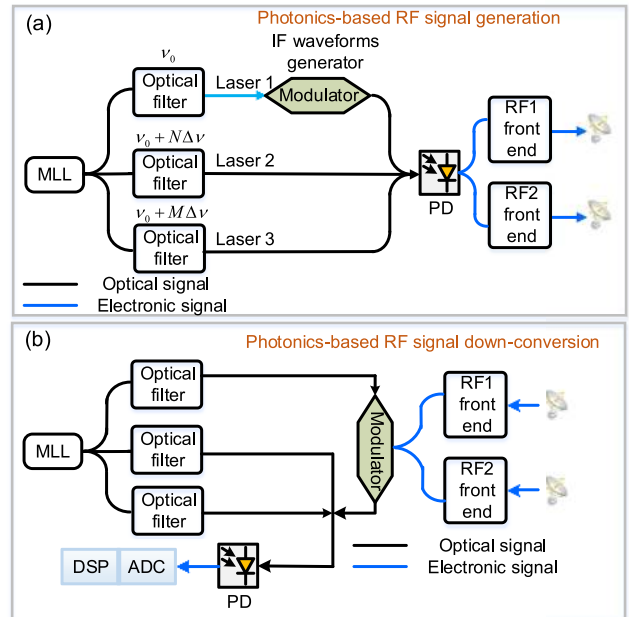 (a)
Photonics-based RF signal generation
ν₀
IF waveforms
generator
Optical
filter
Laser 1
Modulator
RF1
front
end
ν₀ + NΔν
MLL
Optical
filter
Laser 2
PD
ν₀ + MΔν
RF2
front
end
Optical
filter
Laser 3
Optical signal
Electronic signal
(b)
Photonics-based RF signal down-conversion
Optical
filter
RF1
front
end
MLL
Optical
filter
Modulator
RF2
front
end
Optical
filter
Optical signal
Electronic signal
DSP
ADC
PD